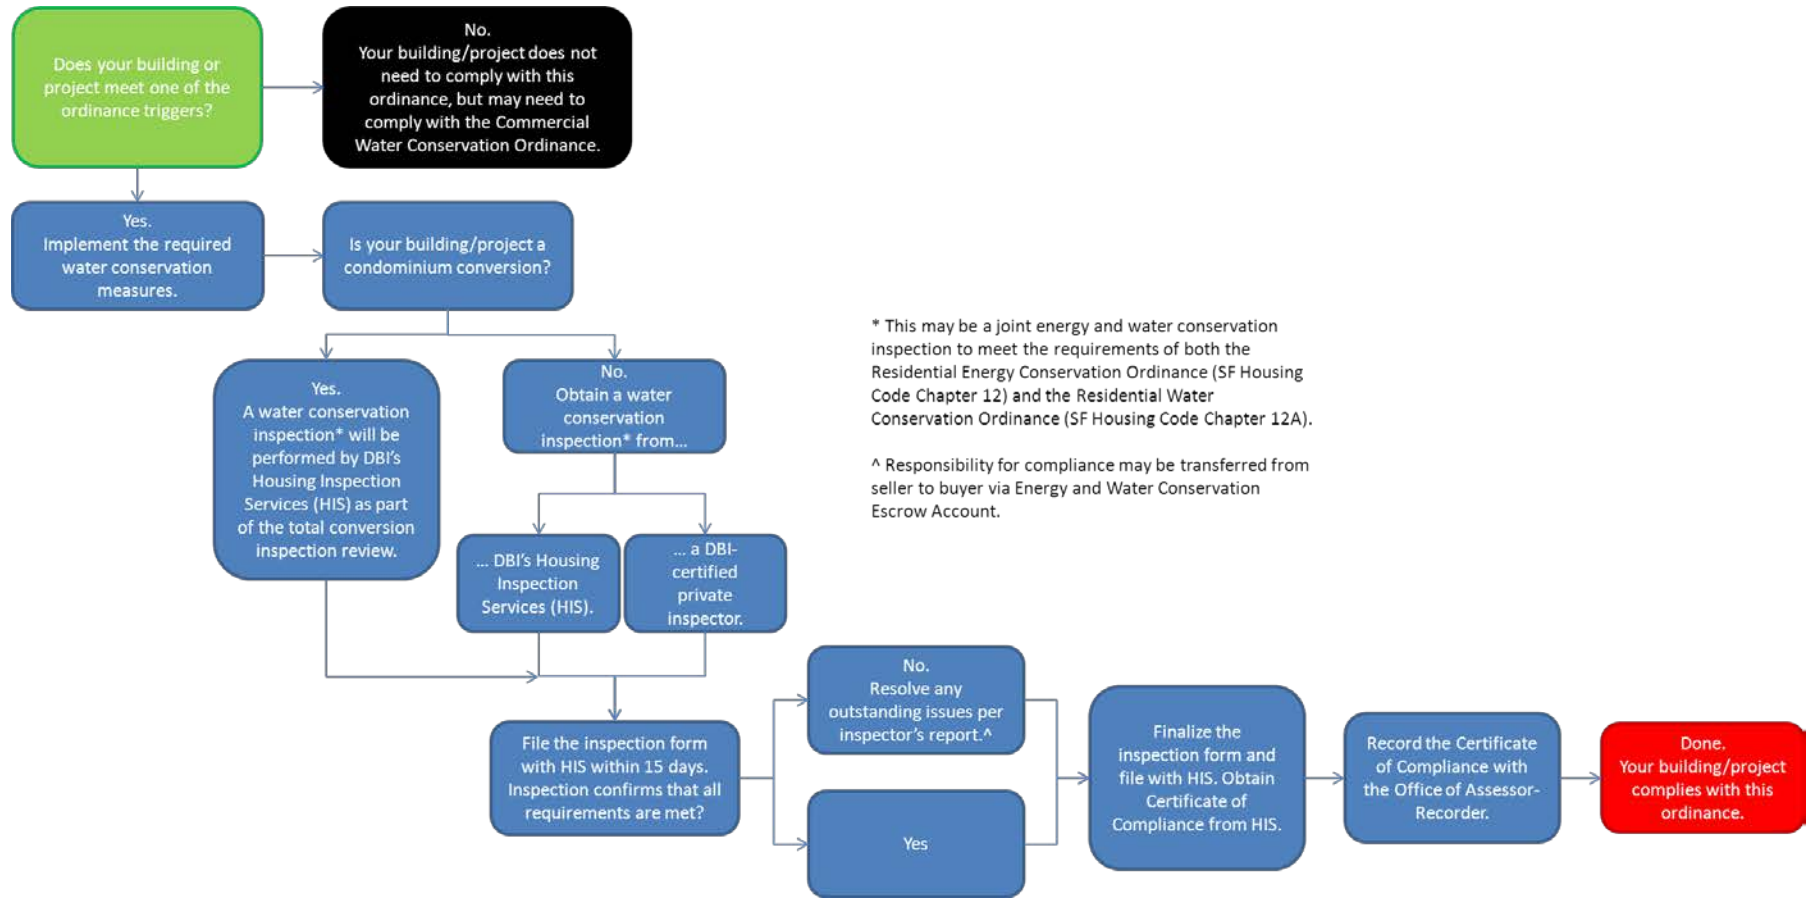 Does your building or
project meet one of the
ordinance triggers?
No.
Your building/project does not
need to comply with this
ordinance, but may need to
comply with the Commercial
Water Conservation Ordinance.
Yes.
Implement the required
water conservation
measures.
Is your building/project a
condominium conversion?
Yes.
A water conservation
inspection* will be
performed by DBI's
Housing Inspection
Services (HIS) as part
of the total conversion
inspection review.
No.
Obtain a water
conservation
inspection* from...
... DBI's Housing
Inspection
Services (HIS).
... a DBI-
certified
private
inspector.
* This may be a joint energy and water conservation
inspection to meet the requirements of both the
Residential Energy Conservation Ordinance (SF Housing
Code Chapter 12) and the Residential Water
Conservation Ordinance (SF Housing Code Chapter 12A).
^ Responsibility for compliance may be transferred from
seller to buyer via Energy and Water Conservation
Escrow Account.
File the inspection form
with HIS within 15 days.
Inspection confirms that all
requirements are met?
No.
Resolve any
outstanding issues per
inspector's report.^
Yes
Finalize the
inspection form and
file with HIS. Obtain
Certificate of
Compliance from HIS.
Record the Certificate
of Compliance with
the Office of Assessor-
Recorder.
Done.
Your building/project
complies with this
ordinance.